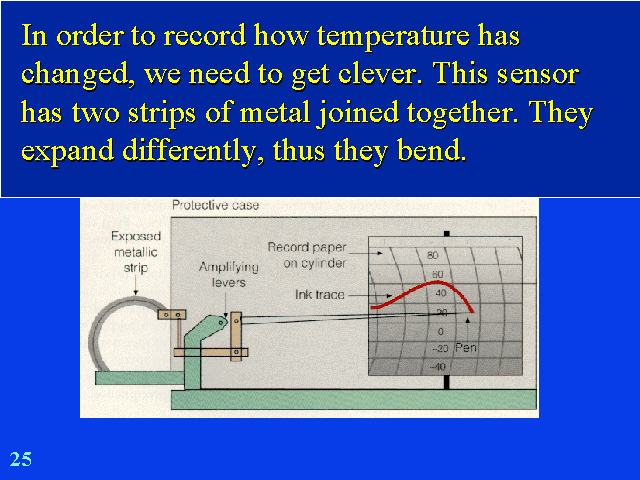 In order to record how temperature has
changed, we need to get clever. This sensor
has two strips of metal joined together. They
expand differently, thus they bend.
Protective case
Exposed
metallic
strip
Amplifying
levers
Record paper
on cylinder
Ink trace
80
60
40
20
0
-20
Pen
-40
25